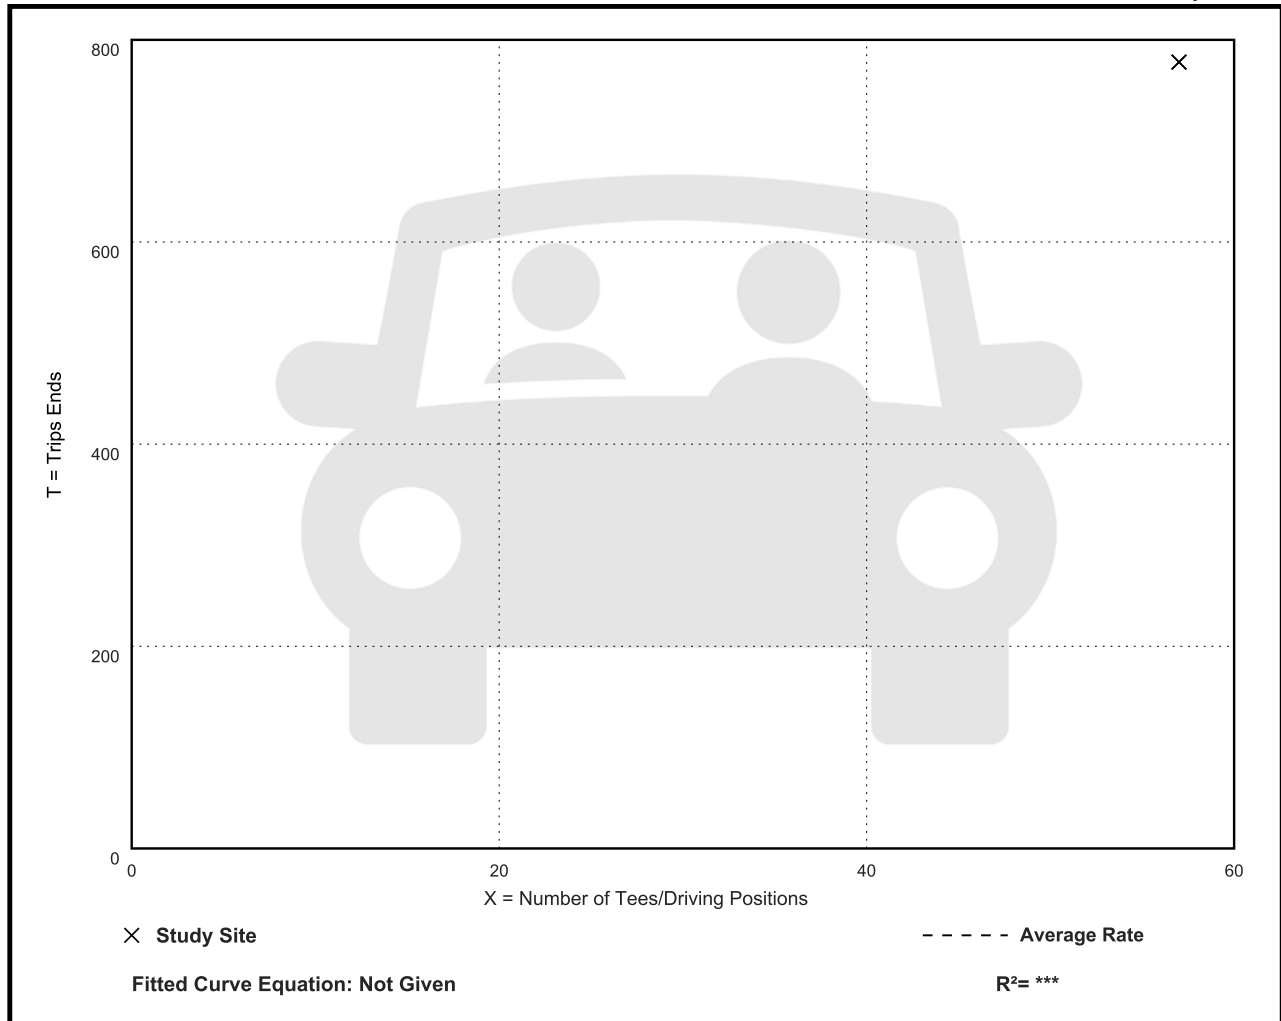 800
600
400
200
0
T = Trips Ends
0 20 40 60
X = Number of Tees/Driving Positions
Study Site
Average Rate
Fitted Curve Equation: Not Given
R²= ***